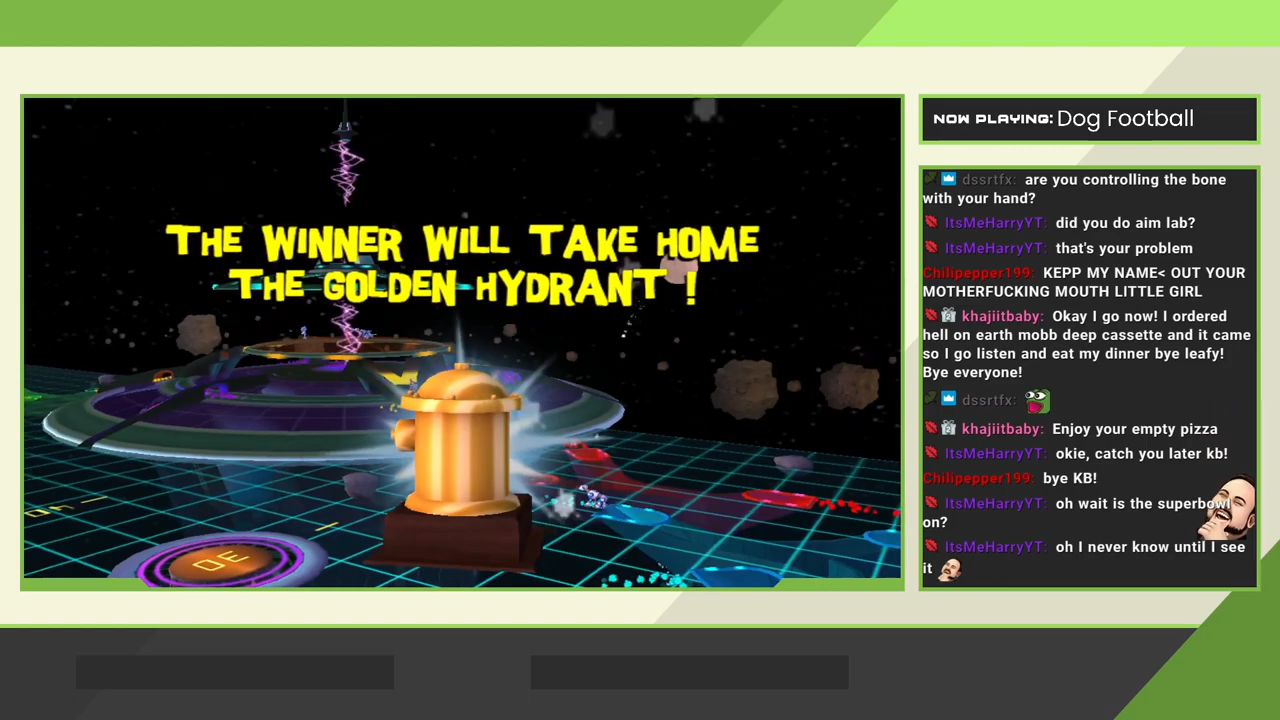 NOW PLAYING: Dog Football
THE WINNER WILL TAKE HOME
THE GOLDEN HYDRANT !
dssrtfx: are you controlling the bone
with your hand?
ItsMeHarryYT: did you do aim lab?
ItsMeHarryYT: that's your problem
Chilipepper199: KEPP MY NAME< OUT YOUR
MOTHERFUCKING MOUTH LITTLE GIRL
khajiitbaby: Okay I go now! I ordered
hell on earth mobb deep cassette and it came
so I go listen and eat my dinner bye leafy!
Bye everyone!
dssrtfx:
khajiitbaby: Enjoy your empty pizza
ItsMeHarryYT: okie, catch you later kb!
Chilipepper199: bye KB!
ItsMeHarryYT: oh wait is the superbowl
on?
ItsMeHarryYT: oh I never know until I see
it